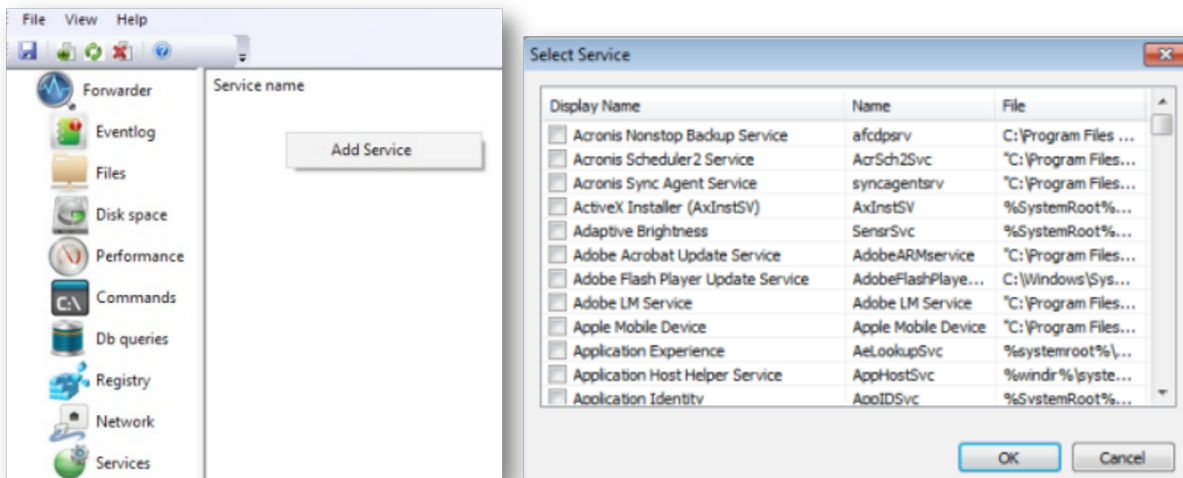 File View Help
Forwarder
Eventlog
Files
Disk space
Performance
C:\
Commands
Db queries
Registry
Network
Services
Service name
Add Service
Select Service
Display Name Name File
Acronis Nonstop Backup Service afcdpsrv C:\Program Files ...
Acronis Scheduler2 Service AcrSch2Svc "C:\Program Files...
Acronis Sync Agent Service syncagentsrv "C:\Program Files...
ActiveX Installer (AxInstSV) AxInstSV %SystemRoot%...
Adaptive Brightness SensrSvc %SystemRoot%...
Adobe Acrobat Update Service AdobeARMservice "C:\Program Files...
Adobe Flash Player Update Service AdobeFlashPlaye... C:\Windows\Sys...
Adobe LM Service Adobe LM Service "C:\Program Files...
Apple Mobile Device Apple Mobile Device "C:\Program Files...
Application Experience AeLookupSvc %systemroot%\...
Application Host Helper Service AppHostSvc %windir%\syste...
Application Identity AppIDSvc %SystemRoot%...
OK Cancel